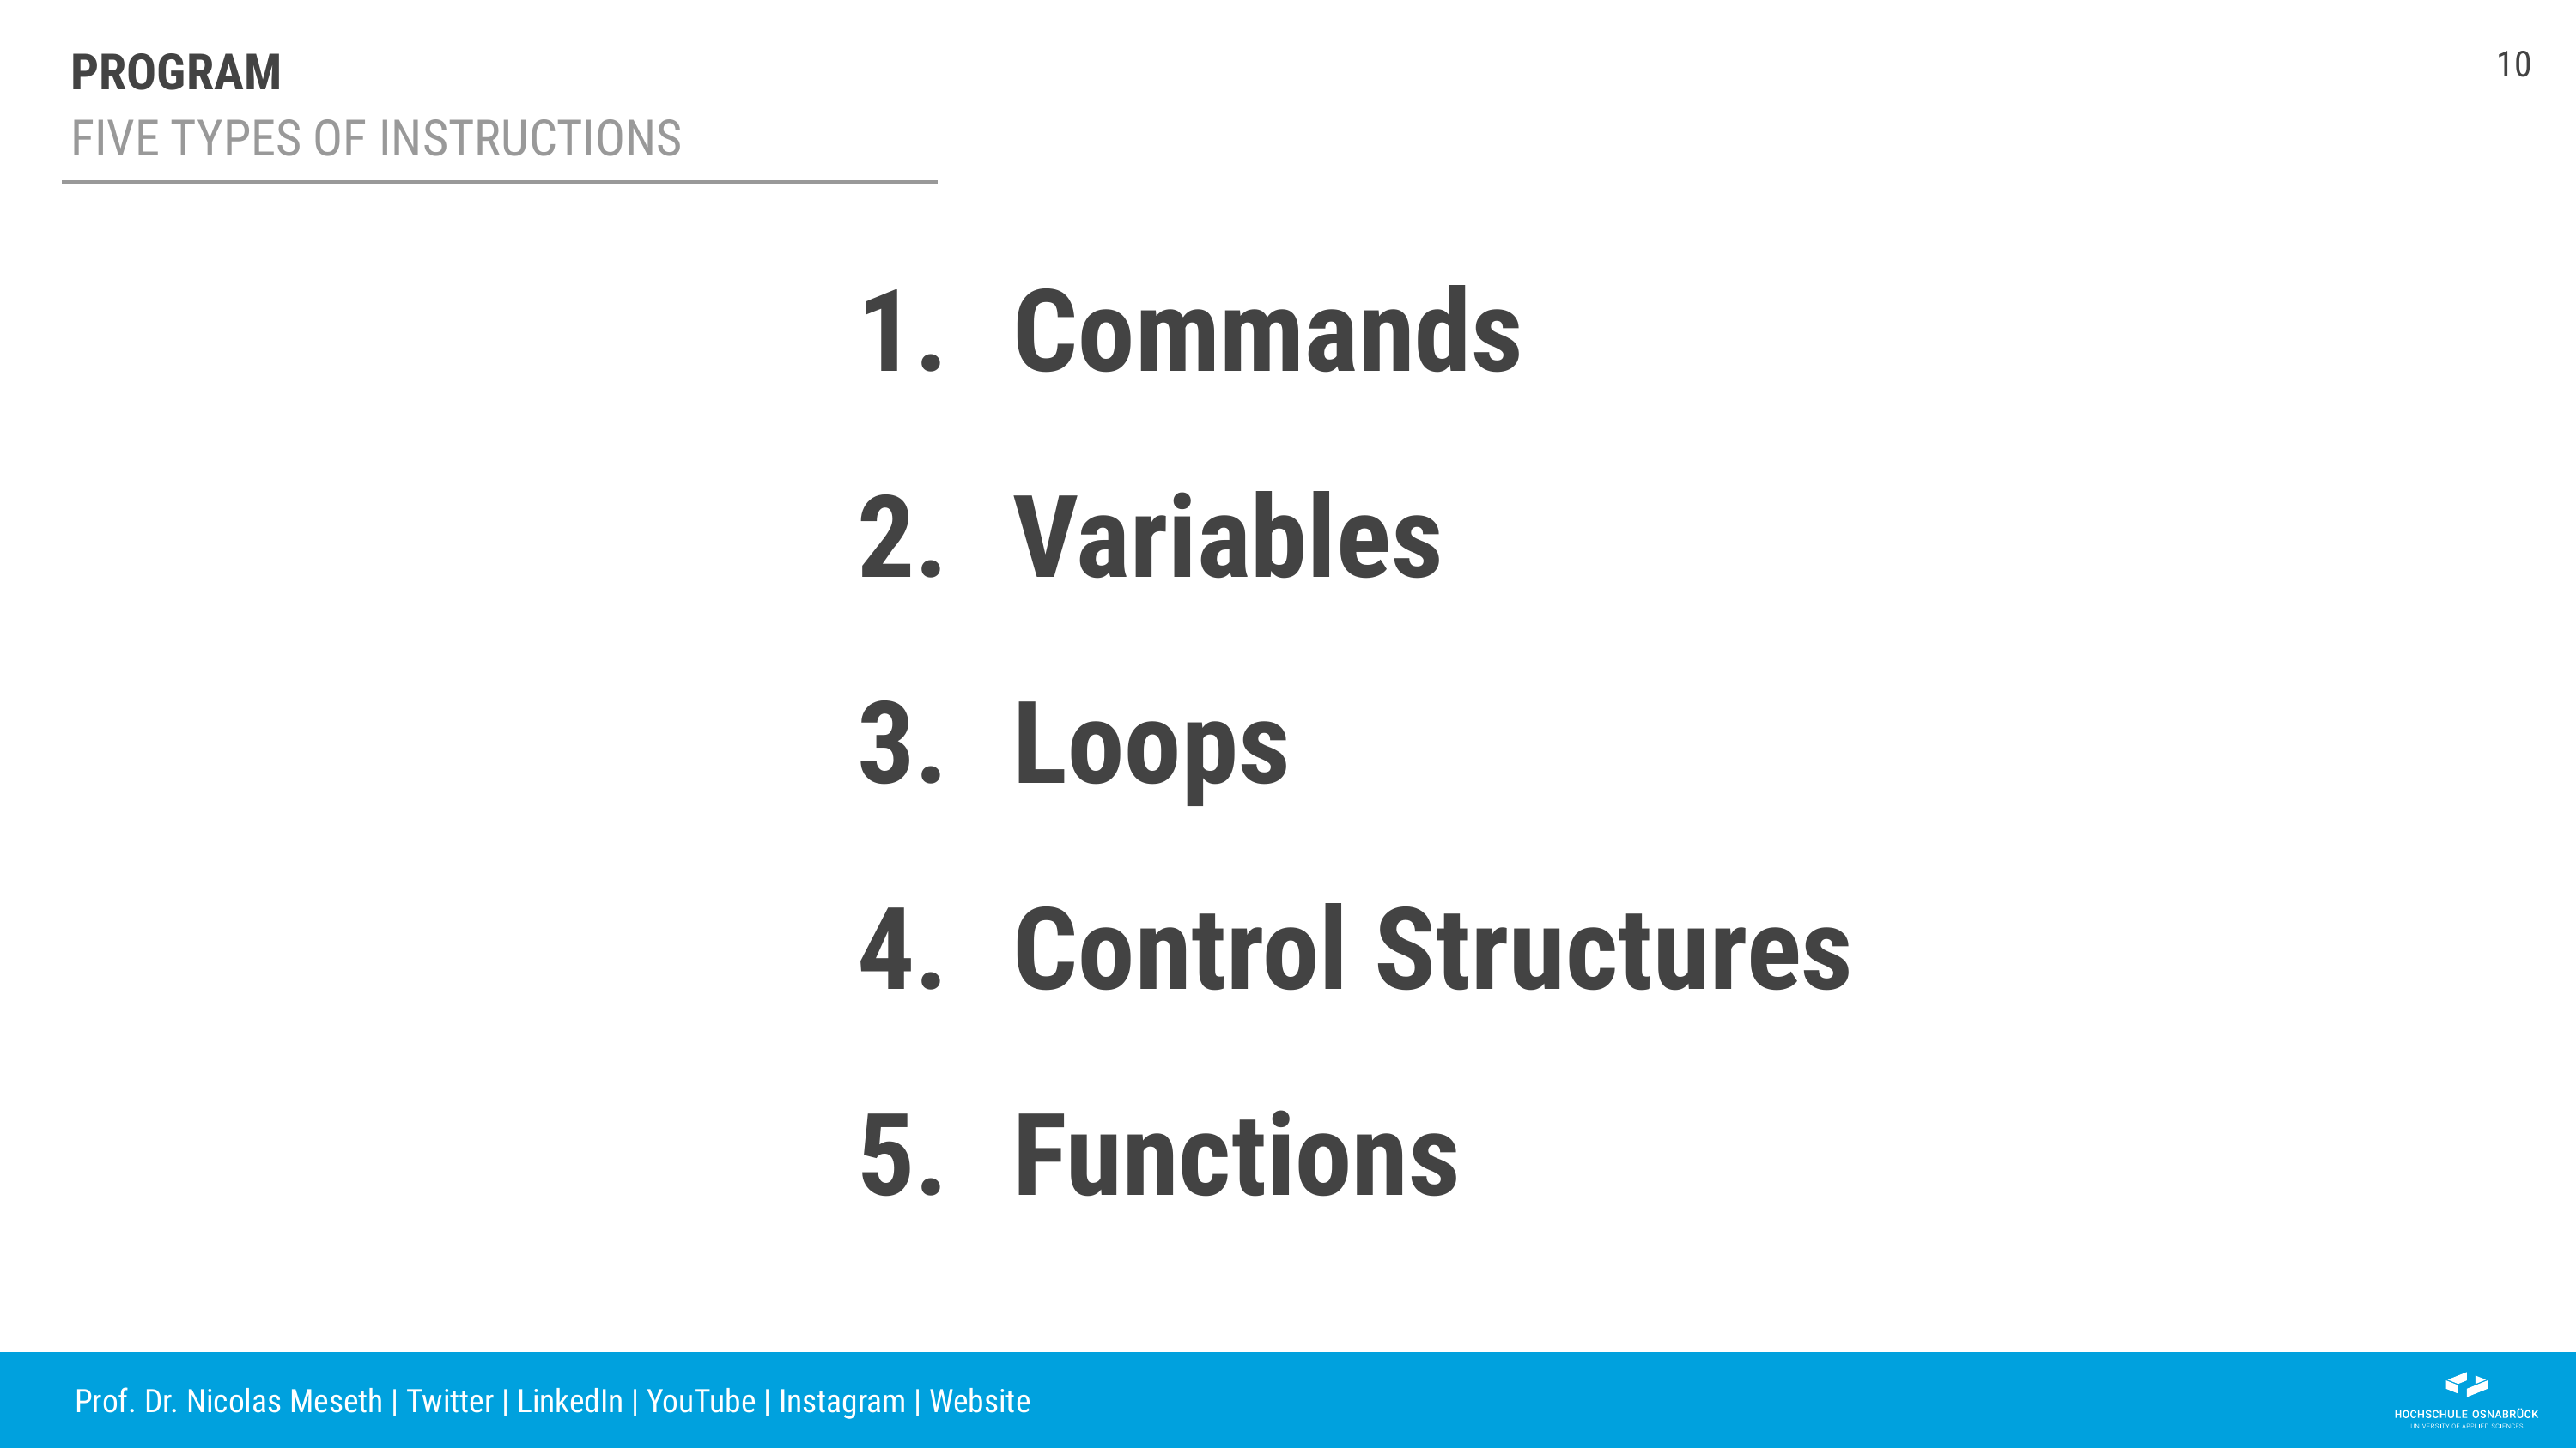 PROGRAM
10
FIVE TYPES OF INSTRUCTIONS
1. Commands
2. Variables
3. Loops
4. Control Structures
5. Functions
Prof. Dr. Nicolas Meseth | Twitter | LinkedIn | YouTube | Instagram | Website
HOCHSCHULE OSNABRÜCK
UNIVERSITY OF APPLIED SCIENCES